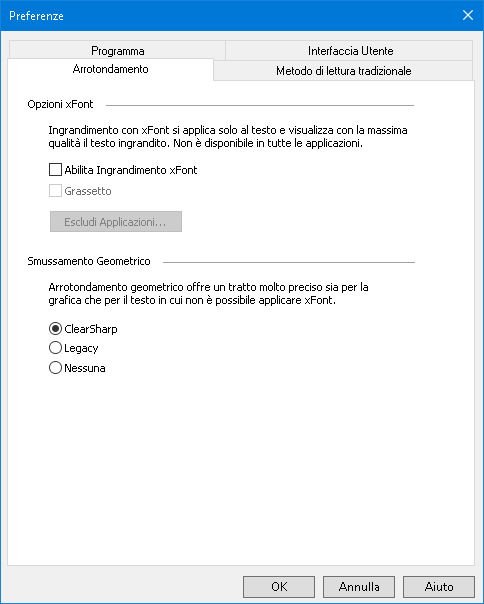 Preferenze
Programma
Interfaccia Utente
Arrotondamento
Metodo di lettura tradizionale
Opzioni xFont
Ingrandimento con xFont si applica solo al testo e visualizza con la massima
qualità il testo ingrandito. Non è disponibile in tutte le applicazioni.
Abilita Ingrandimento xFont
Grassetto
Escludi Applicazioni...
Smussamento Geometrico
Arrotondamento geometrico offre un tratto molto preciso sia per la
grafica che per il testo in cui non è possibile applicare xFont.
ClearSharp
Legacy
Nessuna
OK
Annulla
Aiuto